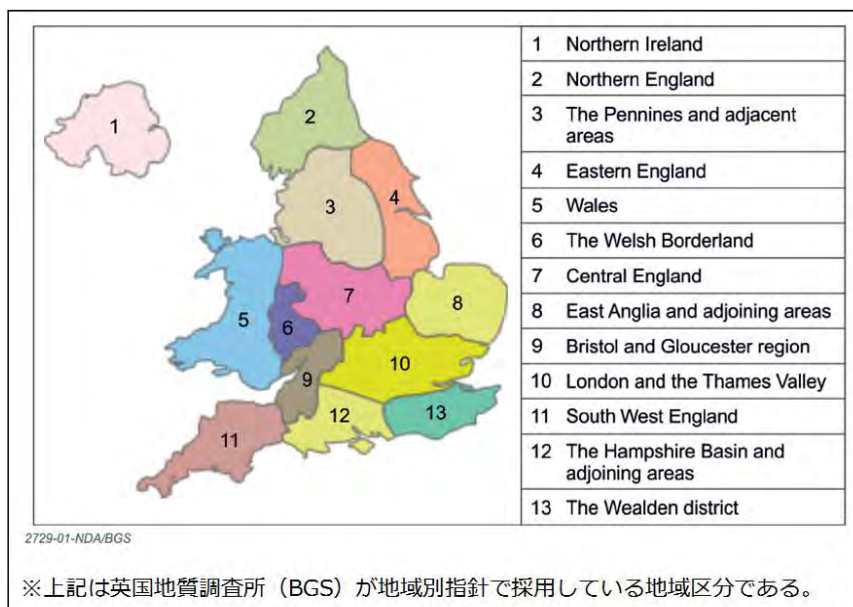 1
2
3
4
5
6
7
8
9
10
11
12
13
1 Northern Ireland
2 Northern England
3 The Pennines and adjacent
areas
4 Eastern England
5 Wales
6 The Welsh Borderland
7 Central England
8 East Anglia and adjoining areas
9 Bristol and Gloucester region
10 London and the Thames Valley
11 South West England
12 The Hampshire Basin and
adjoining areas
13 The Wealden district
2729-01-NDA/BGS
※上記は英国地質調査所（BGS）が地域別指針で採用している地域区分である。